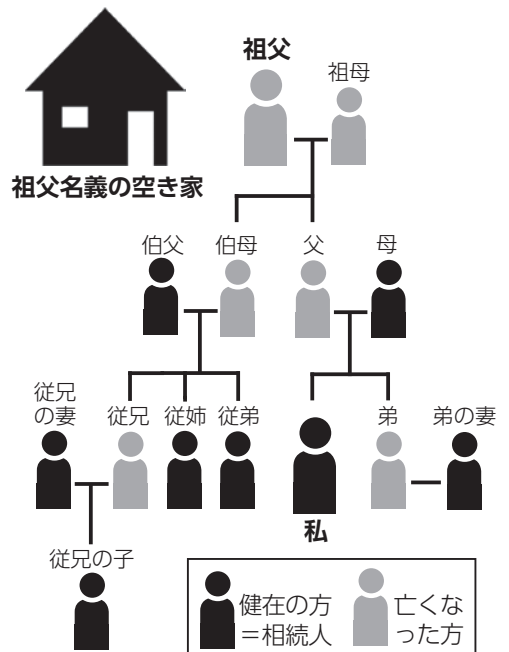 祖父
祖母
祖父名義の空き家
伯父
伯母
父
母
従兄
の妻
従兄
従姉
従弟
私
弟
弟の妻
従兄の子
健在の方
＝相続人
亡くな
った方